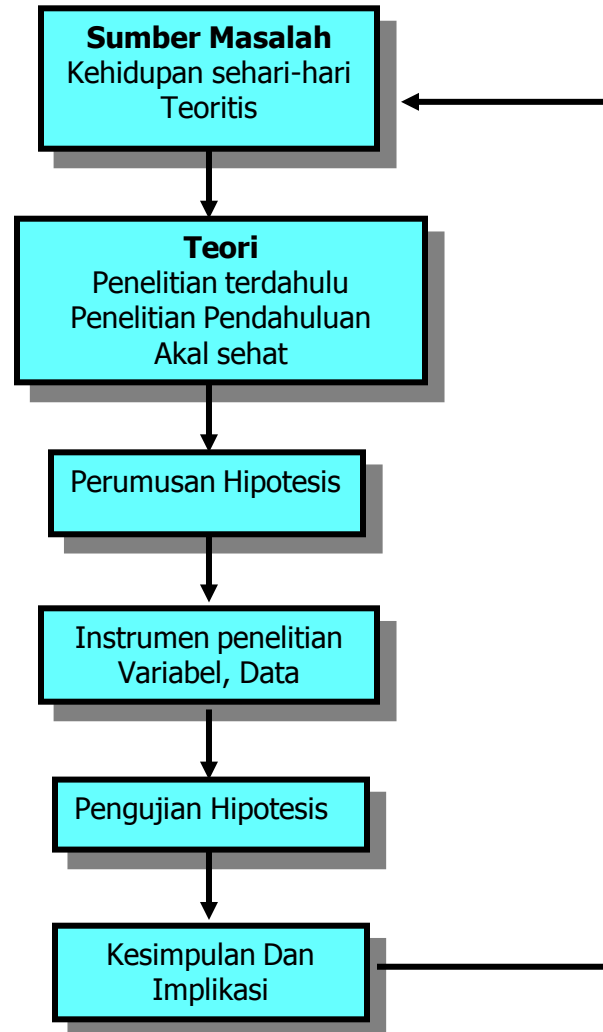 Sumber Masalah
Kehidupan sehari-hari
Teoritis
Teori
Penelitian terdahulu
Penelitian Pendahuluan
Akal sehat
Perumusan Hipotesis
Instrumen penelitian
Variabel, Data
Pengujian Hipotesis
Kesimpulan Dan
Implikasi